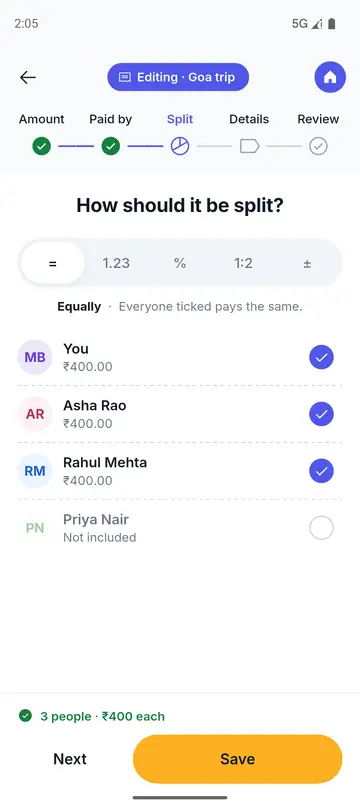 2:05
5G
Editing · Goa trip
Amount
Paid by
Split
Details
Review
How should it be split?
=
1.23
%
1:2
±
Equally · Everyone ticked pays the same.
MB
You
₹400.00
AR
Asha Rao
₹400.00
RM
Rahul Mehta
₹400.00
PN
Priya Nair
Not included
3 people · ₹400 each
Next
Save